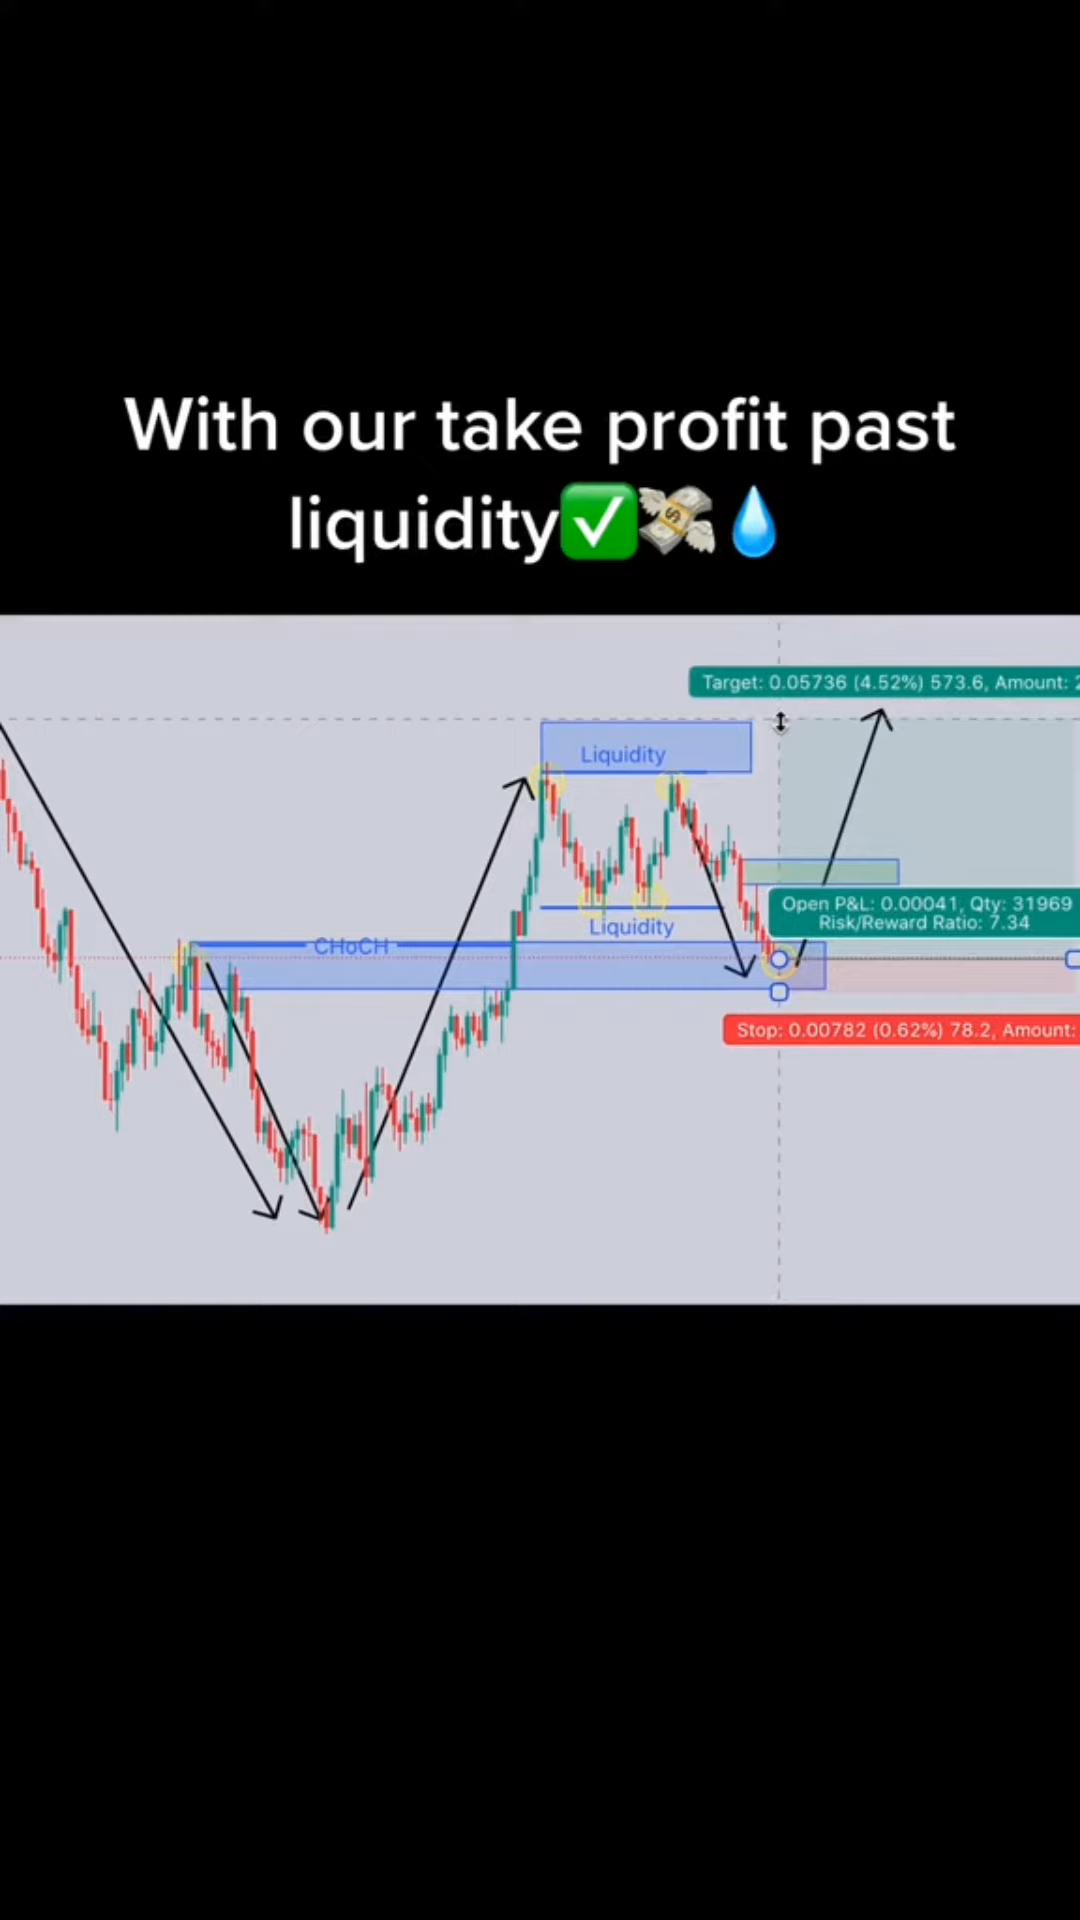 With our take profit past
liquidity✅💸💧
Target: 0.05736 (4.52%) 573.6, Amount: 2
Liquidity
Open P&L: 0.00041, Qty: 31969
Risk/Reward Ratio: 7.34
Liquidity
CHoCH
Stop: 0.00782 (0.62%) 78.2, Amount: